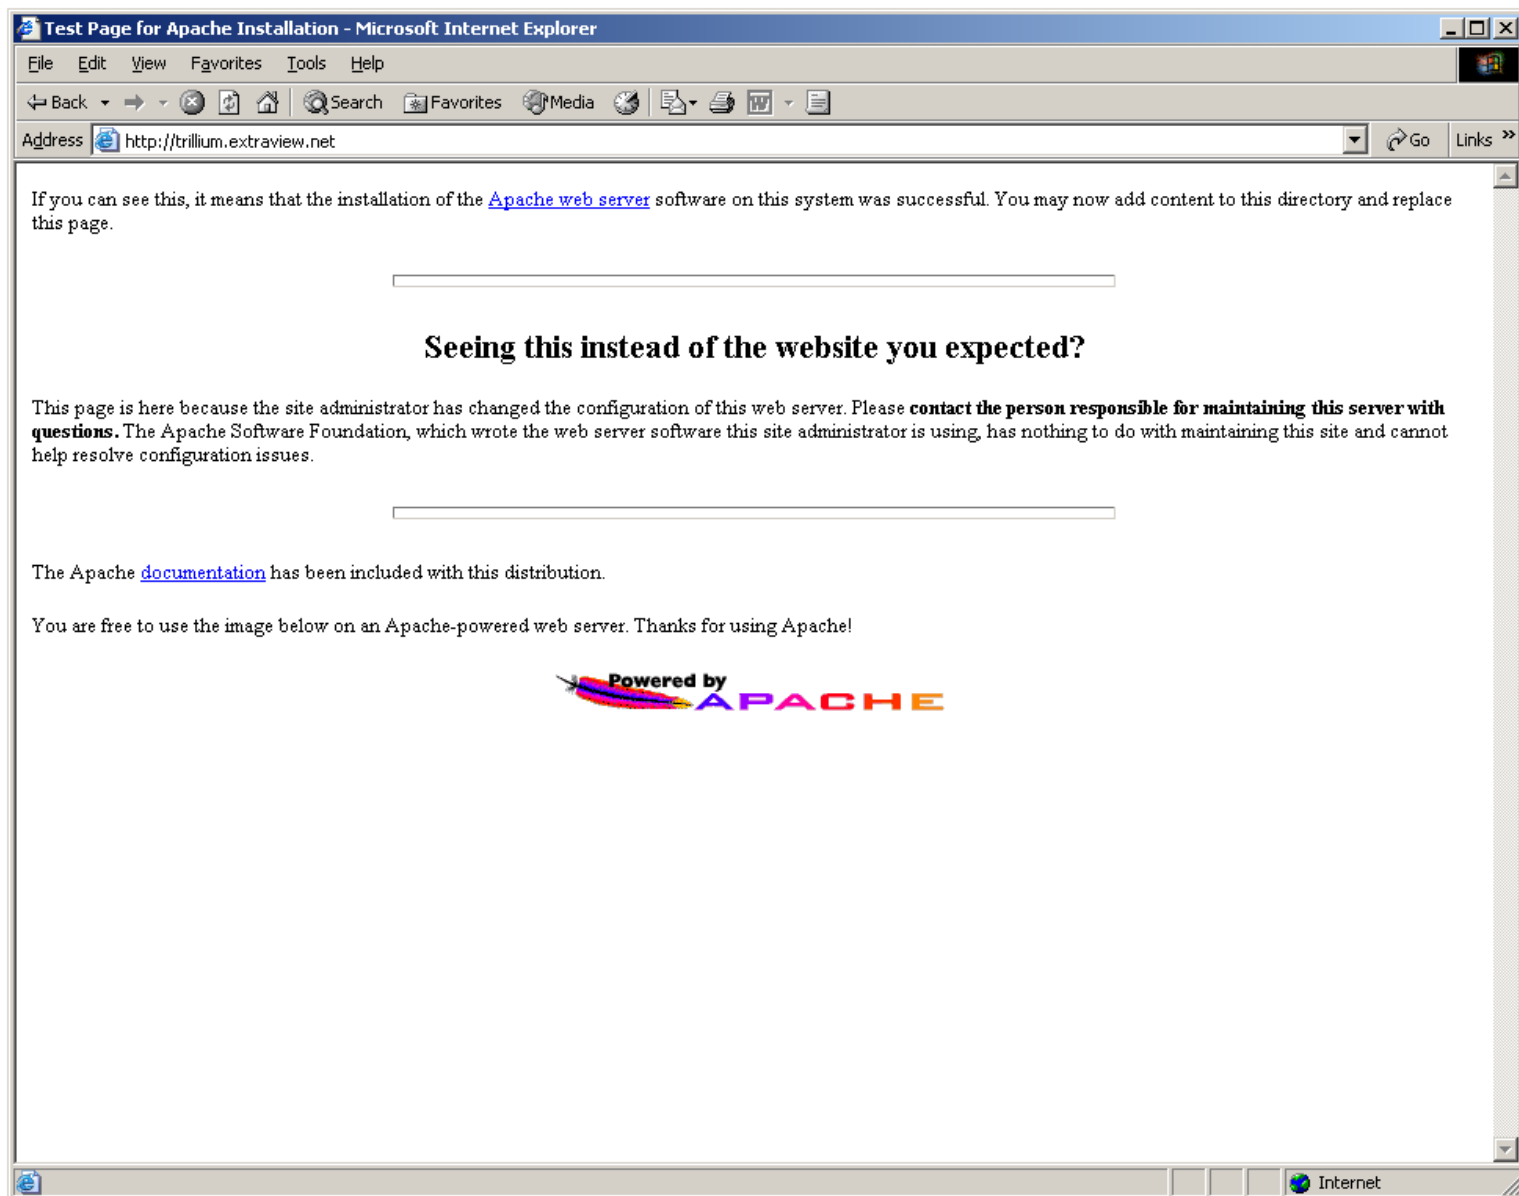 Test Page for Apache Installation - Microsoft Internet Explorer
File Edit View Favorites Tools Help
Back Search Favorites Media
Address http://trillium.extraview.net Go Links »
If you can see this, it means that the installation of the Apache web server software on this system was successful. You may now add content to this directory and replace
this page.
Seeing this instead of the website you expected?
This page is here because the site administrator has changed the configuration of this web server. Please contact the person responsible for maintaining this server with
questions. The Apache Software Foundation, which wrote the web server software this site administrator is using, has nothing to do with maintaining this site and cannot
help resolve configuration issues.
The Apache documentation has been included with this distribution.
You are free to use the image below on an Apache-powered web server. Thanks for using Apache!
Powered by
APACHE
Internet